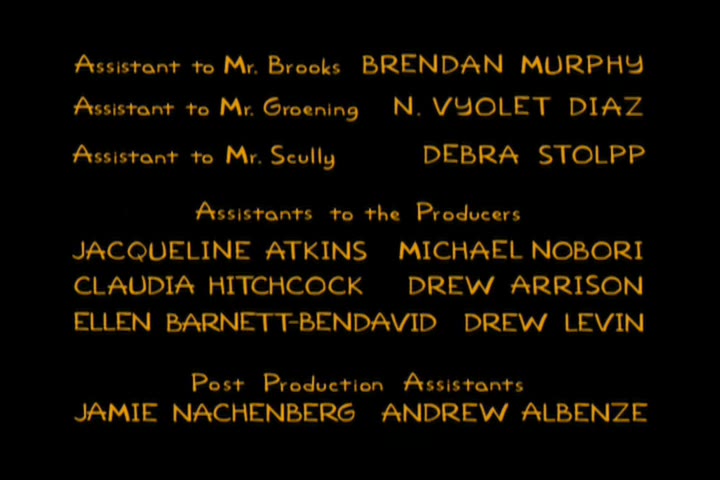 Assistant to Mr. Brooks BRENDAN MURPHY
Assistant to Mr. Groening N. VYOLET DIAZ
Assistant to Mr. Scully DEBRA STOLPP
Assistants to the Producers
JACQUELINE ATKINS MICHAEL NOBORI
CLAUDIA HITCHCOCK DREW ARRISON
ELLEN BARNETT-BENDAVID DREW LEVIN
Post Production Assistants
JAMIE NACHENBERG ANDREW ALBENZE